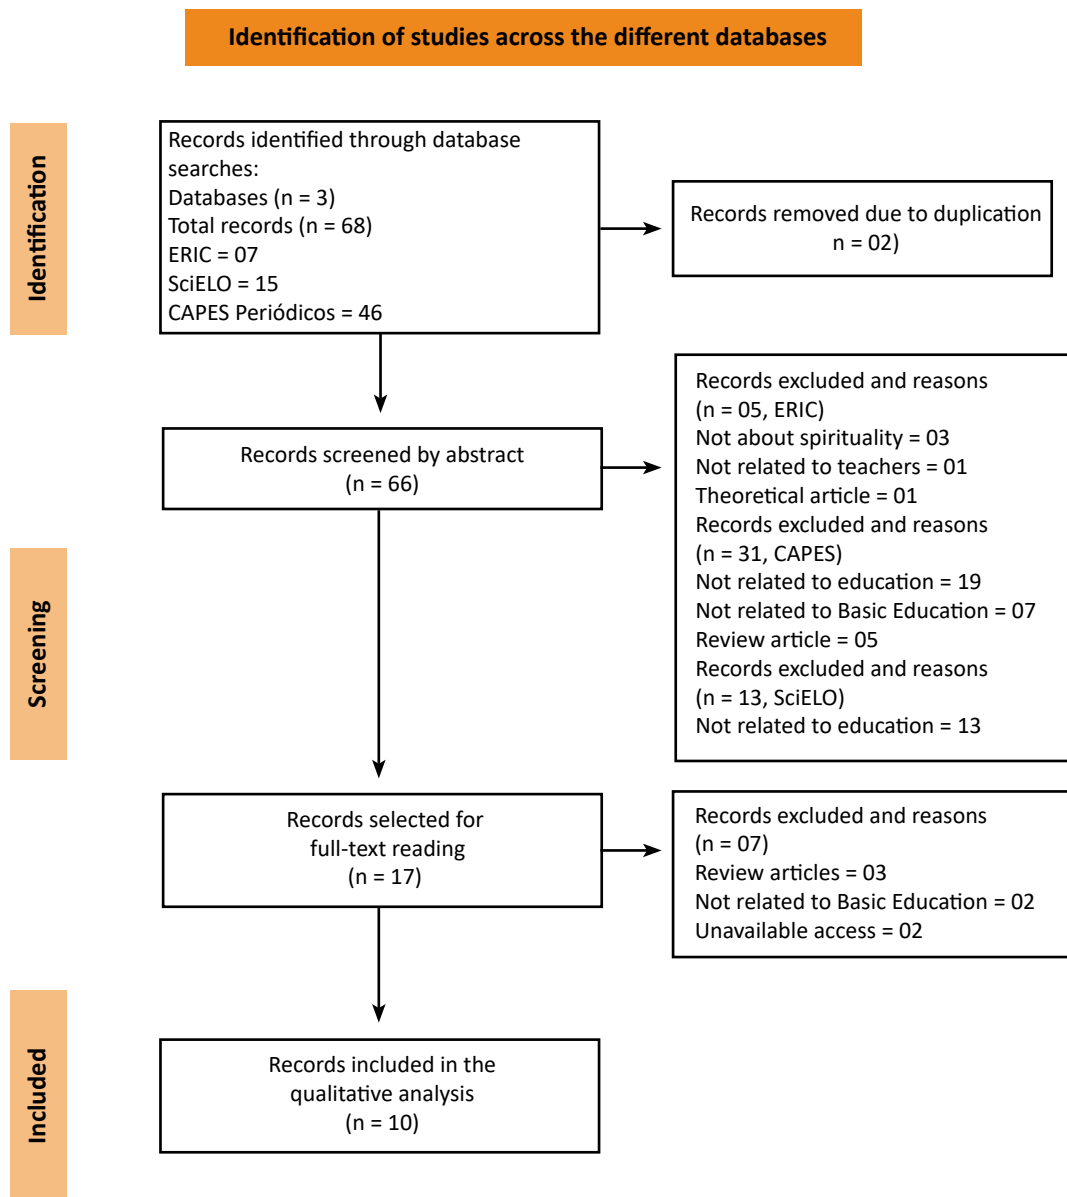 Identification of studies across the different databases
Identification
Records identified through database
searches:
Databases (n = 3)
Total records (n = 68)
ERIC = 07
SciELO = 15
CAPES Periódicos = 46
Records removed due to duplication
n = 02)
Screening
Records screened by abstract
(n = 66)
Records excluded and reasons
(n = 05, ERIC)
Not about spirituality = 03
Not related to teachers = 01
Theoretical article = 01
Records excluded and reasons
(n = 31, CAPES)
Not related to education = 19
Not related to Basic Education = 07
Review article = 05
Records excluded and reasons
(n = 13, SciELO)
Not related to education = 13
Records selected for
full-text reading
(n = 17)
Records excluded and reasons
(n = 07)
Review articles = 03
Not related to Basic Education = 02
Unavailable access = 02
Included
Records included in the
qualitative analysis
(n = 10)